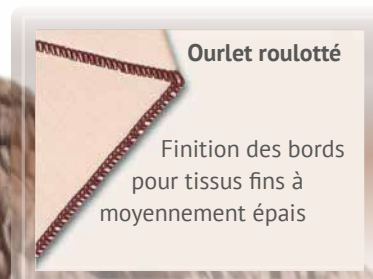 Ourlet roulotté
Finition des bords
pour tissus fins à
moyennement épais